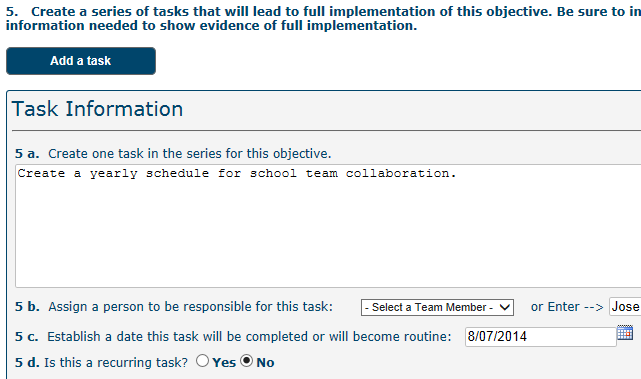 5. Create a series of tasks that will lead to full implementation of this objective. Be sure to in
information needed to show evidence of full implementation.
Add a task
Task Information
5 a. Create one task in the series for this objective.
Create a yearly schedule for school team collaboration.
5 b. Assign a person to be responsible for this task: - Select a Team Member - or Enter --> Jose
5 c. Establish a date this task will be completed or will become routine: 8/07/2014
5 d. Is this a recurring task? Yes No